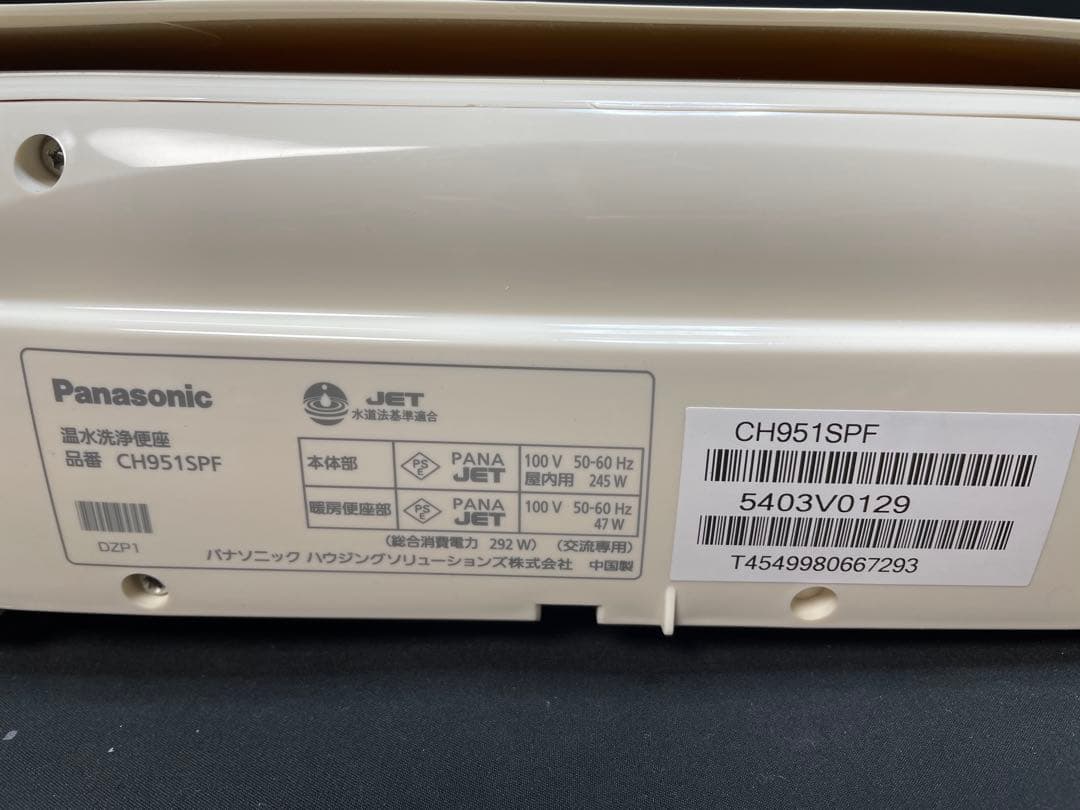 Panasonic
JET
水道法基準適合
温水洗浄便座
品番 CH951SPF
本体部 PSE PANA JET 100 V 50-60 Hz 屋内用 245 W
暖房便座部 PSE PANA JET 100 V 50-60 Hz 47 W
(総合消費電力 292 W) (交流専用)
DZP1
パナソニック ハウジングソリューションズ株式会社 中国製
CH951SPF
5403V0129
T4549980667293